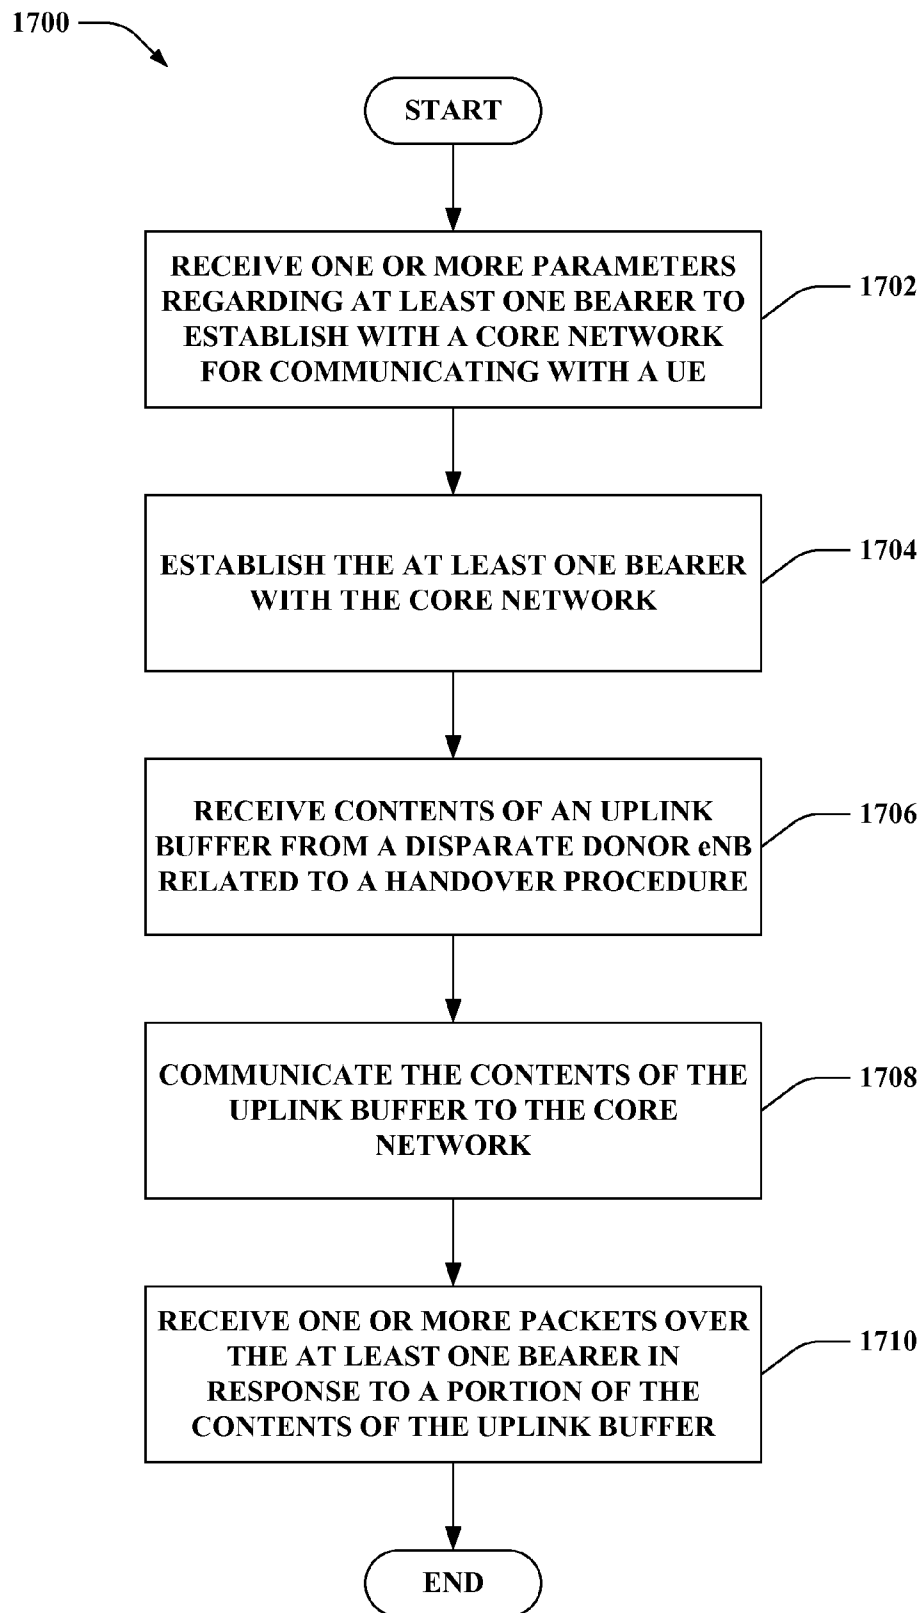 1700
START
RECEIVE ONE OR MORE PARAMETERS
REGARDING AT LEAST ONE BEARER TO
ESTABLISH WITH A CORE NETWORK
FOR COMMUNICATING WITH A UE
1702
ESTABLISH THE AT LEAST ONE BEARER
WITH THE CORE NETWORK
1704
RECEIVE CONTENTS OF AN UPLINK
BUFFER FROM A DISPARATE DONOR eNB
RELATED TO A HANDOVER PROCEDURE
1706
COMMUNICATE THE CONTENTS OF THE
UPLINK BUFFER TO THE CORE
NETWORK
1708
RECEIVE ONE OR MORE PACKETS OVER
THE AT LEAST ONE BEARER IN
RESPONSE TO A PORTION OF THE
CONTENTS OF THE UPLINK BUFFER
1710
END